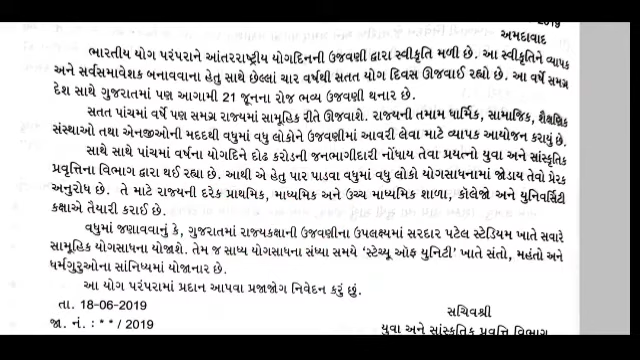 2019
અમદાવાદ
ભારતીય યોગ પરંપરાને આંતરરાષ્ટ્રીય યોગદિનની ઉજવણી દ્વારા સ્વીકૃતિ મળી છે. આ સ્વીકૃતિને વ્યાપક
અને સર્વસમાવેશક બનાવવાના હેતુ સાથે છેલ્લાં ચાર વર્ષથી સતત યોગ દિવસ ઊજવાઈ રહ્યો છે. આ વર્ષે સમગ્ર
દેશ સાથે ગુજરાતમાં પણ આગામી 21 જૂનના રોજ ભવ્ય ઉજવણી થનાર છે.
સતત પાંચમાં વર્ષે પણ સમગ્ર રાજ્યમાં સામૂહિક રીતે ઊજવાશે. રાજ્યની તમામ ધાર્મિક, સામાજિક, શૈક્ષણિક
સંસ્થાઓ તથા એનજીઓની મદદથી વધુમાં વધુ લોકોને ઉજવણીમાં આવરી લેવા માટે વ્યાપક આયોજન કરાયું છે.
સાથે સાથે પાંચમાં વર્ષના યોગદિને દોઢ કરોડની જનભાગીદારી નોંધાય તેવા પ્રયત્નો યુવા અને સાંસ્કૃતિક
પ્રવૃત્તિના વિભાગ દ્વારા થઈ રહ્યા છે. આથી એ હેતુ પાર પાડવા વધુમાં વધુ લોકો યોગસાધનામાં જોડાય તેવો પ્રેરક
અનુરોધ છે. તે માટે રાજ્યની દરેક પ્રાથમિક, માધ્યમિક અને ઉચ્ચ માધ્યમિક શાળા, કૉલેજો અને યુનિવર્સિટી
કક્ષાએ તૈયારી કરાઈ છે.
વધુમાં જણાવવાનું કે, ગુજરાતમાં રાજ્યકક્ષાની ઉજવણીના ઉપલક્ષ્યમાં સરદાર પટેલ સ્ટેડિયમ ખાતે સવારે
સામૂહિક યોગસાધના યોજાશે. તેમ જ સાધ્ય યોગસાધના સંધ્યા સમયે ‘સ્ટેચ્યૂ ઓફ યુનિટી’ ખાતે સંતો, મહંતો અને
ધર્મગુરુઓના સાંનિધ્યમાં યોજાનાર છે.
આ યોગ પરંપરામાં પ્રદાન આપવા પ્રજાજોગ નિવેદન કરું છું.
તા. 18-06-2019
સચિવશ્રી
જા. નં. : * * / 2019
યુવા અને સાંસ્કૃતિક પ્રવૃત્તિ વિભાગ